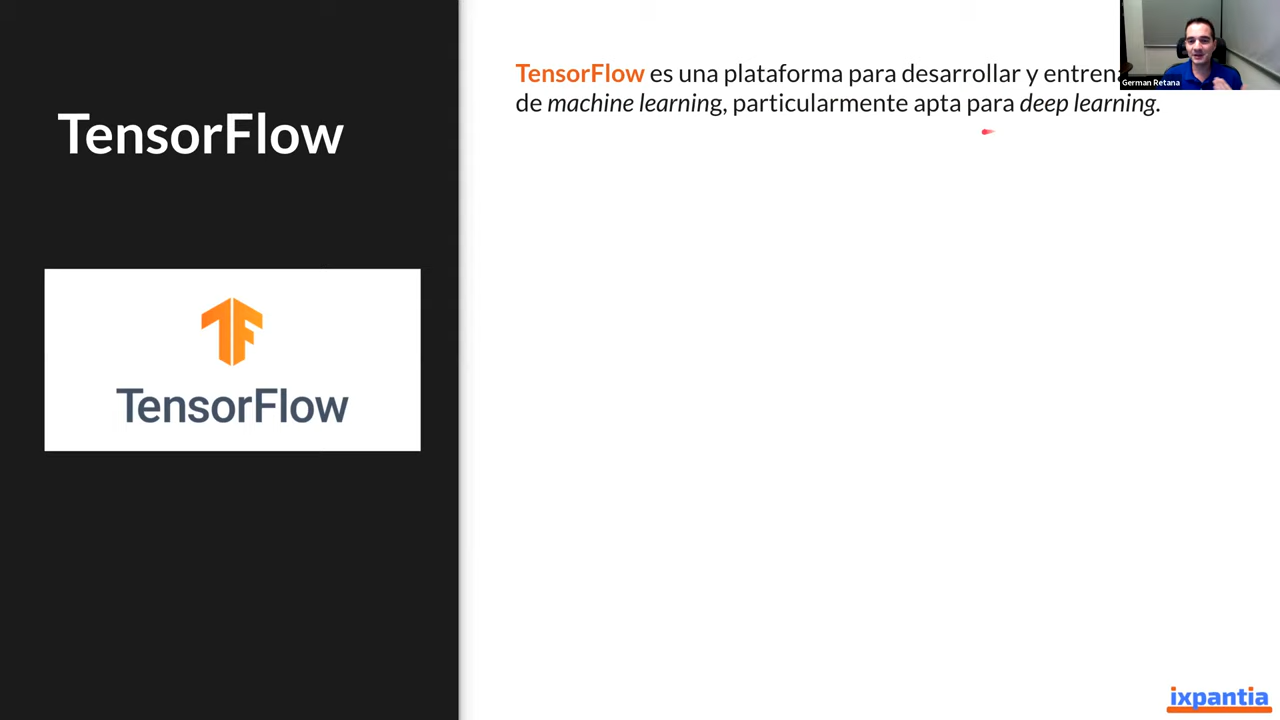 TensorFlow
TensorFlow
TensorFlow es una plataforma para desarrollar y
de machine learning, particularmente apta para deep learning.
German Retana
ixpantia